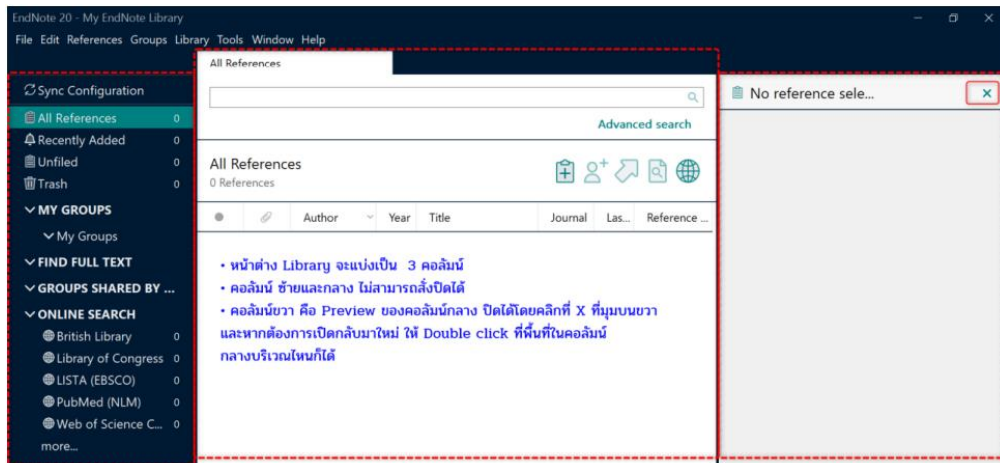 EndNote 20 - My EndNote Library
File Edit References Groups Library Tools Window Help
All References
Sync Configuration
All References 0
Recently Added 0
Unfiled 0
Trash 0
MY GROUPS
My Groups
FIND FULL TEXT
GROUPS SHARED BY ...
ONLINE SEARCH
British Library 0
Library of Congress 0
LISTA (EBSCO) 0
PubMed (NLM) 0
Web of Science C... 0
more...
Advanced search
All References
0 References
Author Year Title Journal Las... Reference ...
• หน้าต่าง Library จะแบ่งเป็น 3 คอลัมน์
• คอลัมน์ ซ้ายและกลาง ไม่สามารถสั่งปิดได้
• คอลัมน์ขวา คือ Preview ของคอลัมน์กลาง ปิดได้โดยคลิกที่ X ที่มุมบนขวา
และหากต้องการเปิดกลับมาใหม่ ให้ Double click ที่พื้นที่ในคอลัมน์
กลางบริเวณไหนก็ได้
No reference sele...